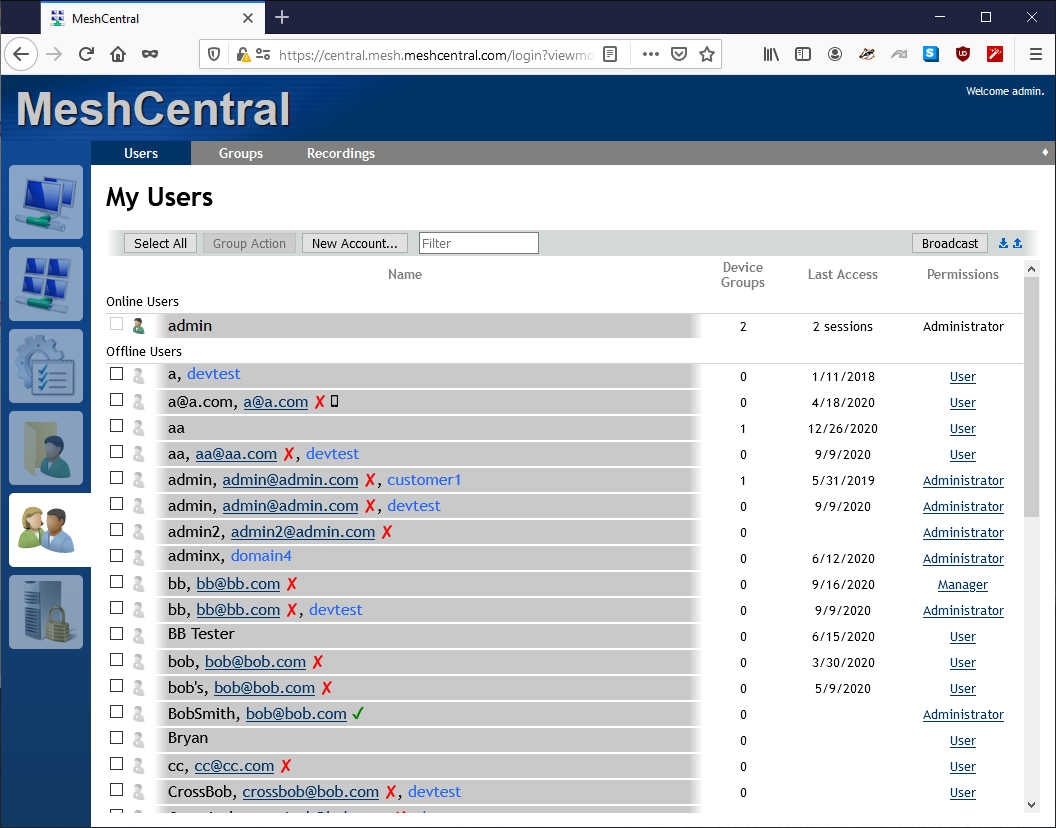 MeshCentral
https://central.mesh.meshcentral.com/login?viewmo
MeshCentral
Welcome admin.
Users Groups Recordings
My Users
Select All Group Action New Account... Filter Broadcast
Name Device Groups Last Access Permissions
Online Users
admin 2 2 sessions Administrator
Offline Users
a, devtest 0 1/11/2018 User
a@a.com, a@a.com ✗ 0 4/18/2020 User
aa 1 12/26/2020 User
aa, aa@aa.com ✗, devtest 0 9/9/2020 User
admin, admin@admin.com ✗, customer1 1 5/31/2019 Administrator
admin, admin@admin.com ✗, devtest 0 9/9/2020 Administrator
admin2, admin2@admin.com ✗ 0 Administrator
adminx, domain4 0 6/12/2020 Administrator
bb, bb@bb.com ✗ 0 9/16/2020 Manager
bb, bb@bb.com ✗, devtest 0 9/9/2020 Administrator
BB Tester 0 6/15/2020 User
bob, bob@bob.com ✗ 0 3/30/2020 User
bob's, bob@bob.com ✗ 0 5/9/2020 User
BobSmith, bob@bob.com ✓ 0 Administrator
Bryan 0 User
cc, cc@cc.com ✗ 0 User
CrossBob, crossbob@bob.com ✗, devtest 0 User